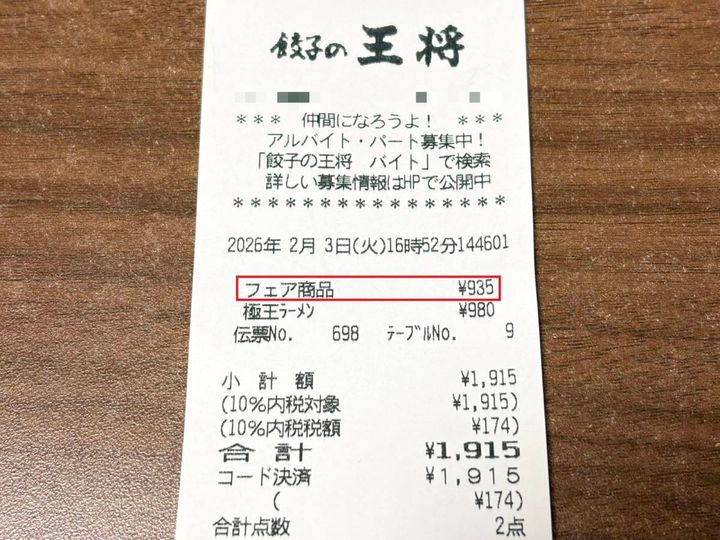 餃子の王将
*** 仲間になろうよ! ***
アルバイト・パート募集中!
「餃子の王将 バイト」で検索
詳しい募集情報はHPで公開中
****************
2026年 2月 3日(火)16時52分144601
フェア商品 ¥935
極王ラーメン ¥980
伝票No. 698 テーブルNo. 9
小計額 ¥1,915
(10%内税対象 ¥1,915)
(10%内税税額 ¥174)
合計 ¥1,915
コード決済 ¥1,915
( ¥174)
合計点数 2点